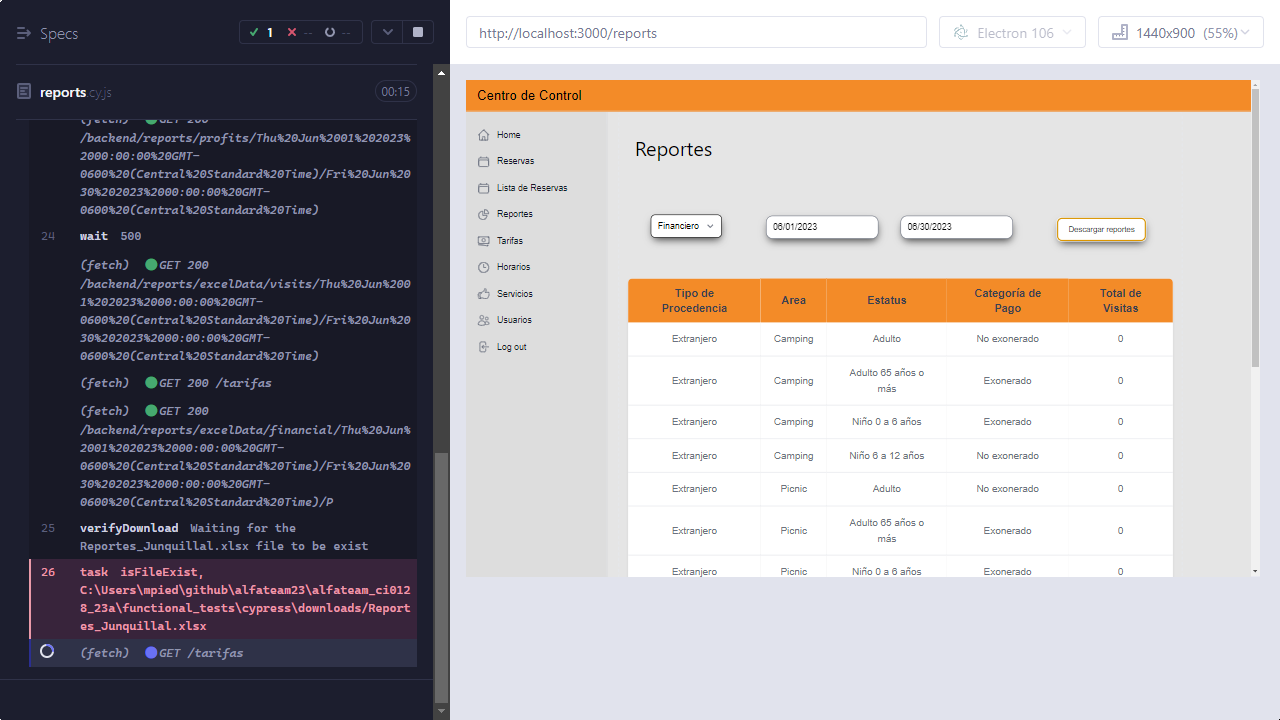 Specs
1
--
--
reports.cy.js
00:15
(fetch) GET 200
/backend/reports/profits/Thu%20Jun%2001%202023%
2000:00:00%20GMT-
0600%20(Central%20Standard%20Time)/Fri%20Jun%20
30%202023%2000:00:00%20GMT-
0600%20(Central%20Standard%20Time)
24 wait 500
(fetch) GET 200
/backend/reports/excelData/visits/Thu%20Jun%200
1%202023%2000:00:00%20GMT-
0600%20(Central%20Standard%20Time)/Fri%20Jun%20
30%202023%2000:00:00%20GMT-
0600%20(Central%20Standard%20Time)
(fetch) GET 200 /tarifas
(fetch) GET 200
/backend/reports/excelData/financial/Thu%20Jun%
2001%202023%2000:00:00%20GMT-
0600%20(Central%20Standard%20Time)/Fri%20Jun%20
30%202023%2000:00:00%20GMT-
0600%20(Central%20Standard%20Time)/P
25 verifyDownload Waiting for the
Reportes_Junquillal.xlsx file to be exist
26 task isFileExist,
C:\Users\mpied\github\alfateam23\alfateam_ci012
8_23a\functional_tests\cypress\downloads/Report
es_Junquillal.xlsx
(fetch) GET /tarifas
http://localhost:3000/reports
Electron 106
1440x900 (55%)
Centro de Control
Home
Reservas
Lista de Reservas
Reportes
Tarifas
Horarios
Servicios
Usuarios
Log out
Reportes
Financiero
06/01/2023
06/30/2023
Descargar reportes
Tipo de Procedencia Area Estatus Categoría de Pago Total de Visitas
Extranjero Camping Adulto No exonerado 0
Extranjero Camping Adulto 65 años o más Exonerado 0
Extranjero Camping Niño 0 a 6 años Exonerado 0
Extranjero Camping Niño 6 a 12 años No exonerado 0
Extranjero Picnic Adulto No exonerado 0
Extranjero Picnic Adulto 65 años o más Exonerado 0
Extranjero Picnic Niño 0 a 6 años Exonerado 0